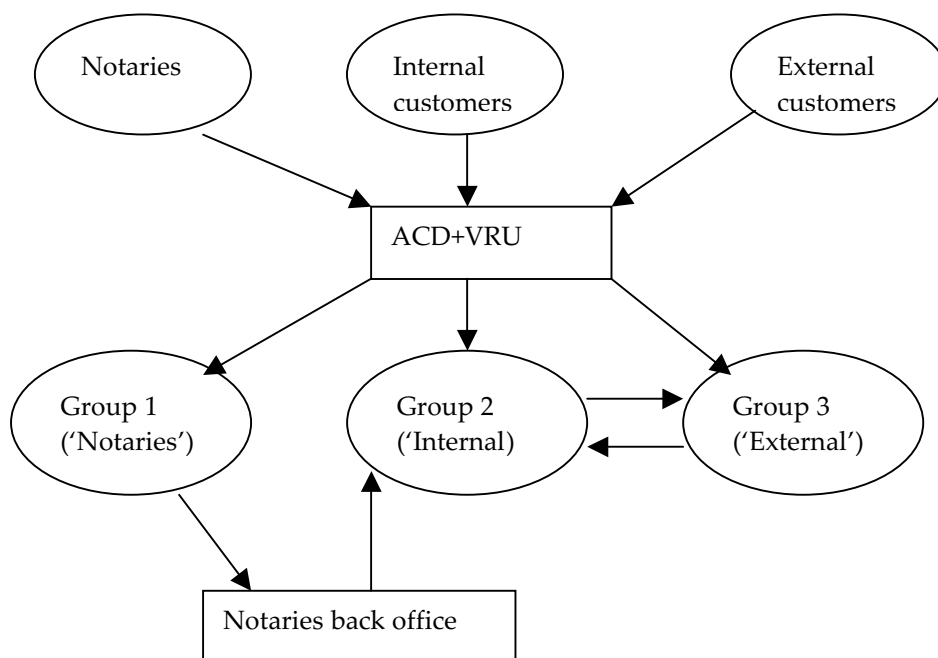 Notaries
Internal
customers
External
customers
ACD+VRU
Group 1
(‘Notaries’)
Group 2
(‘Internal)
Group 3
(‘External’)
Notaries back office